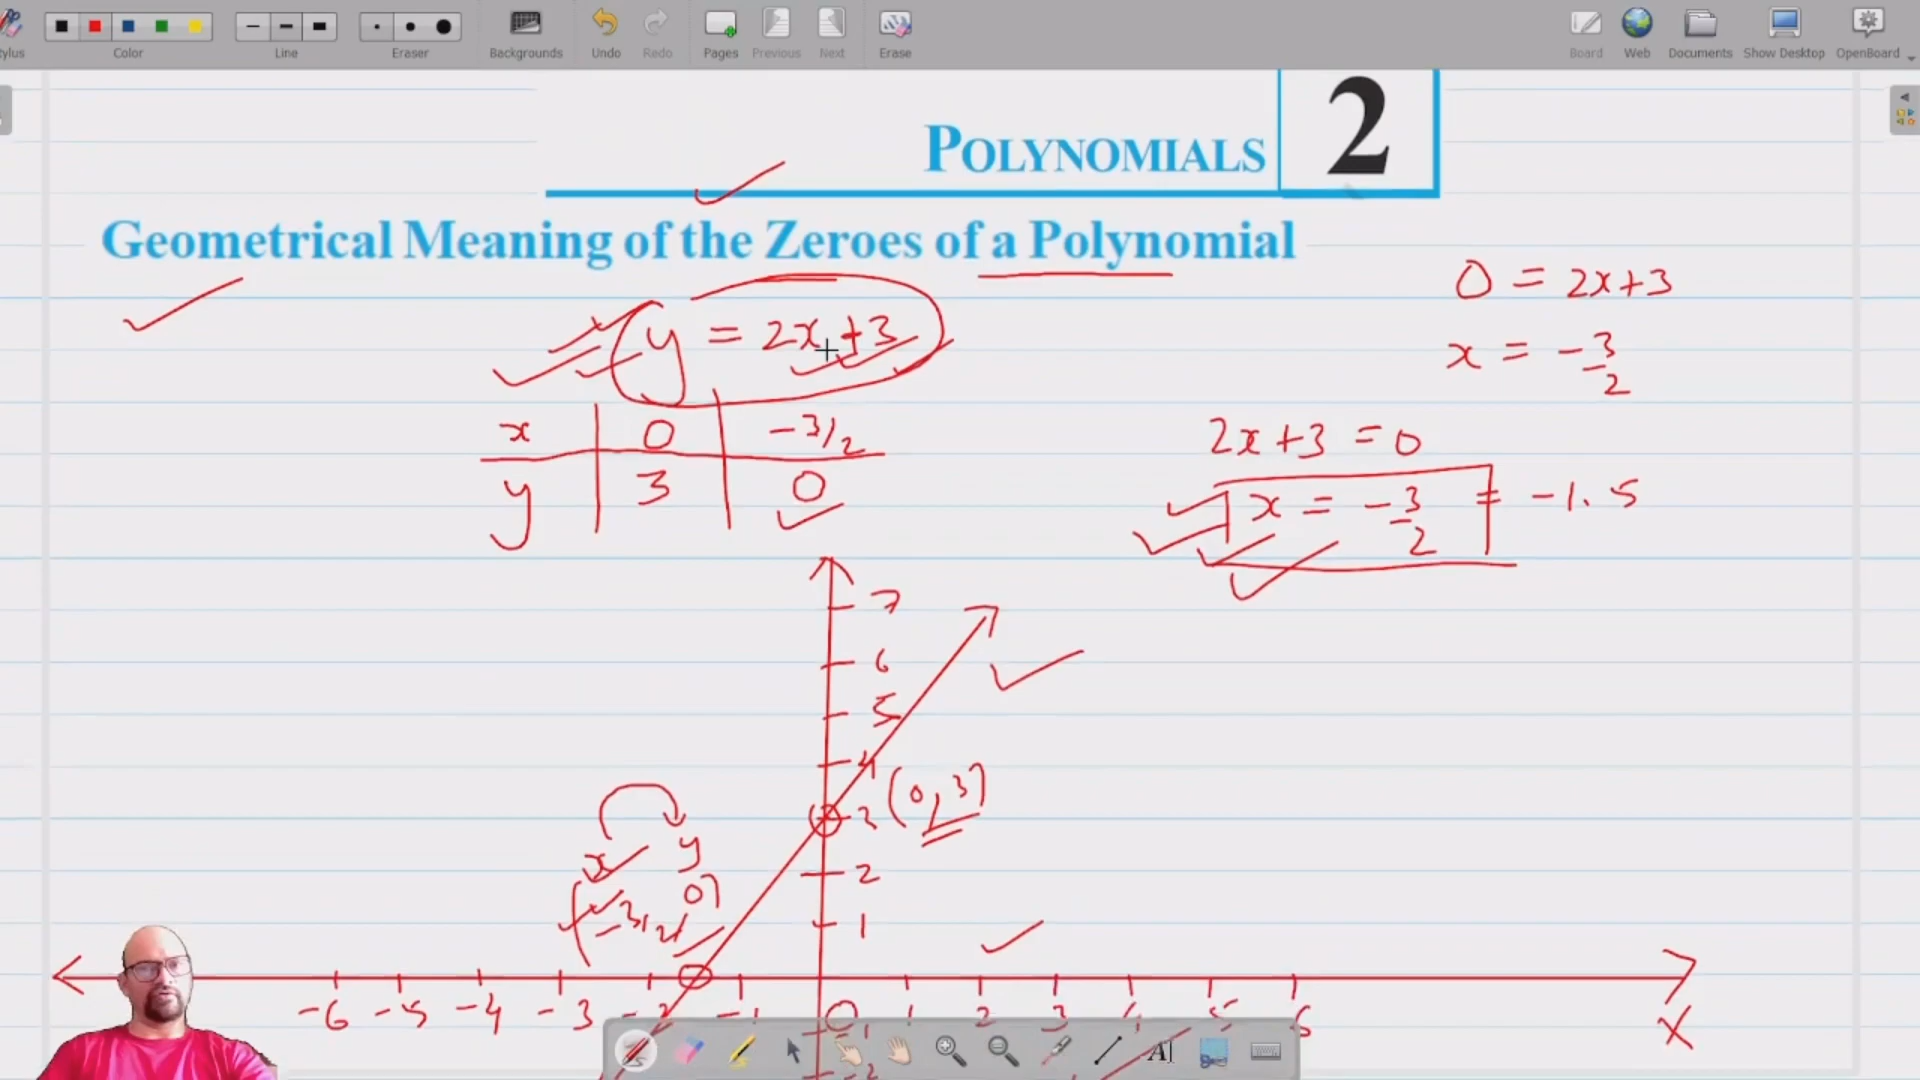 Stylus Color Line Eraser Backgrounds Undo Redo Pages Previous Next Erase Board Web Documents Show Desktop OpenBoard
POLYNOMIALS 2
Geometrical Meaning of the Zeroes of a Polynomial
y = 2x+3
x 0 -3/2
y 3 0
0 = 2x+3
x = -3/2
2x+3 = 0
x = -3/2 = -1.5
7
6
5
4
3 (0, 3)
2
1
x y
(-3/2, 0)
-6 -5 -4 -3 -2 -1 0 1 2 3 4 5 6 X
-1
-2